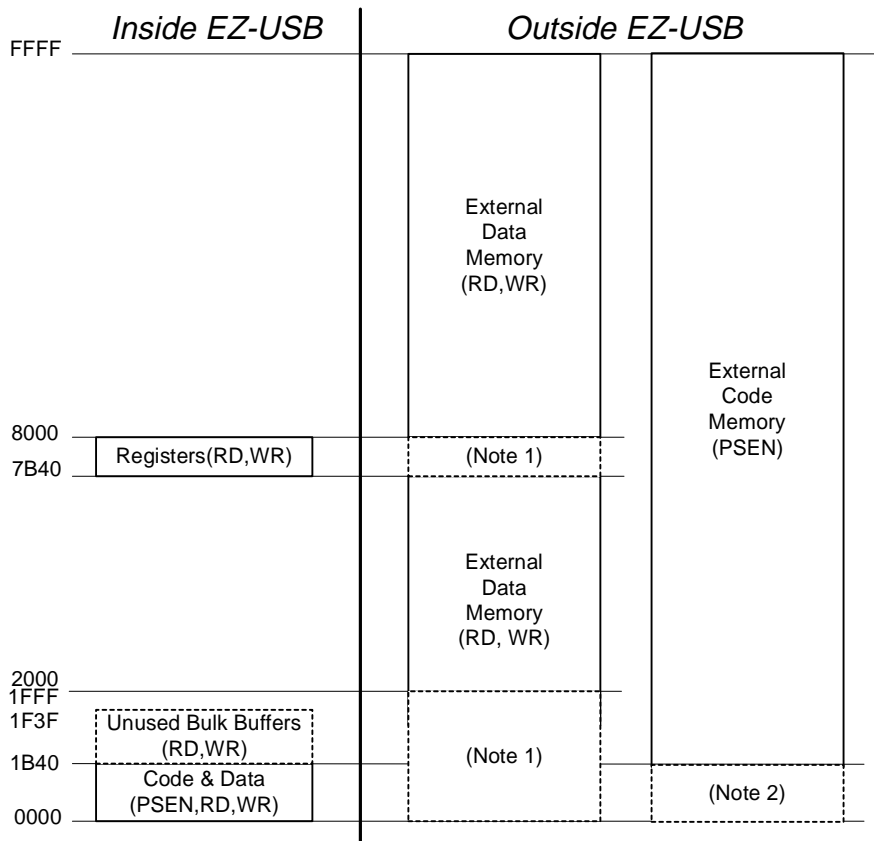 Inside EZ-USB
Outside EZ-USB
FFFF
External
Data
Memory
(RD,WR)
External
Code
Memory
(PSEN)
8000
Registers(RD,WR)
(Note 1)
7B40
External
Data
Memory
(RD, WR)
2000
1FFF
1F3F
Unused Bulk Buffers
(RD,WR)
(Note 1)
1B40
Code & Data
(PSEN,RD,WR)
(Note 2)
0000